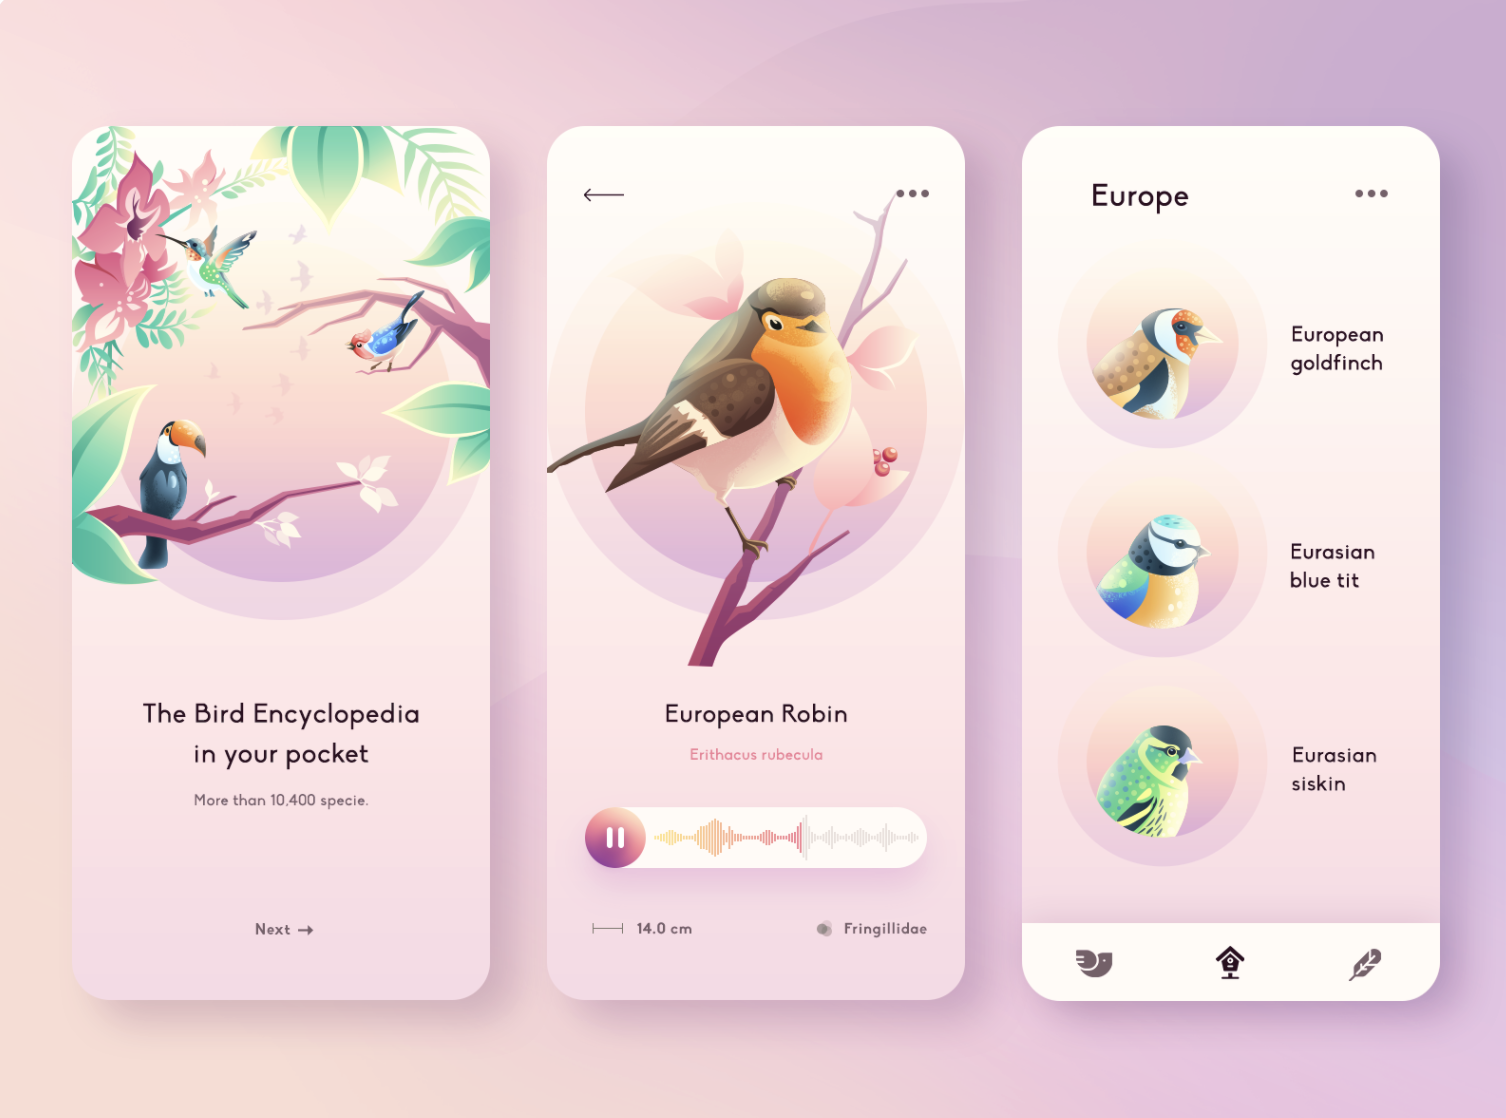 The Bird Encyclopedia
in your pocket
More than 10,400 specie.
Next
European Robin
Erithacus rubecula
14.0 cm
Fringillidae
Europe
European
goldfinch
Eurasian
blue tit
Eurasian
siskin